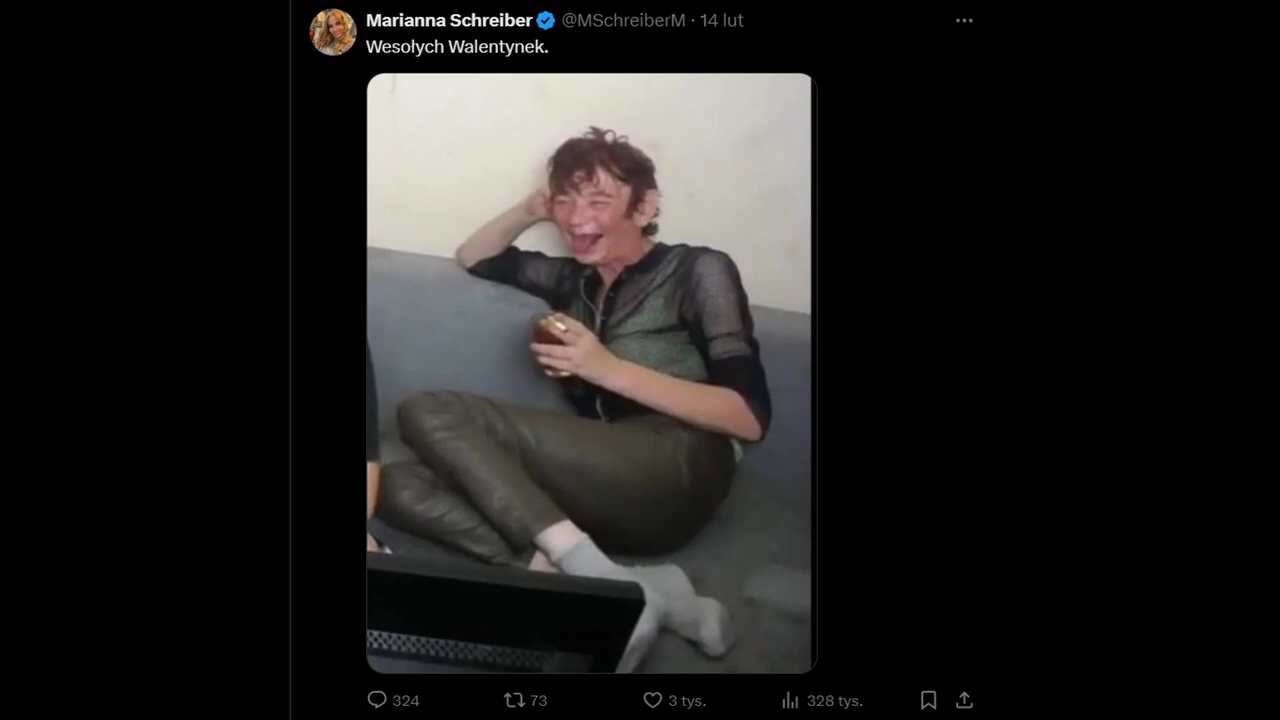 Marianna Schreiber @MSchreiberM · 14 lut
Wesołych Walentynek.
324 73 3 tys. 328 tys.